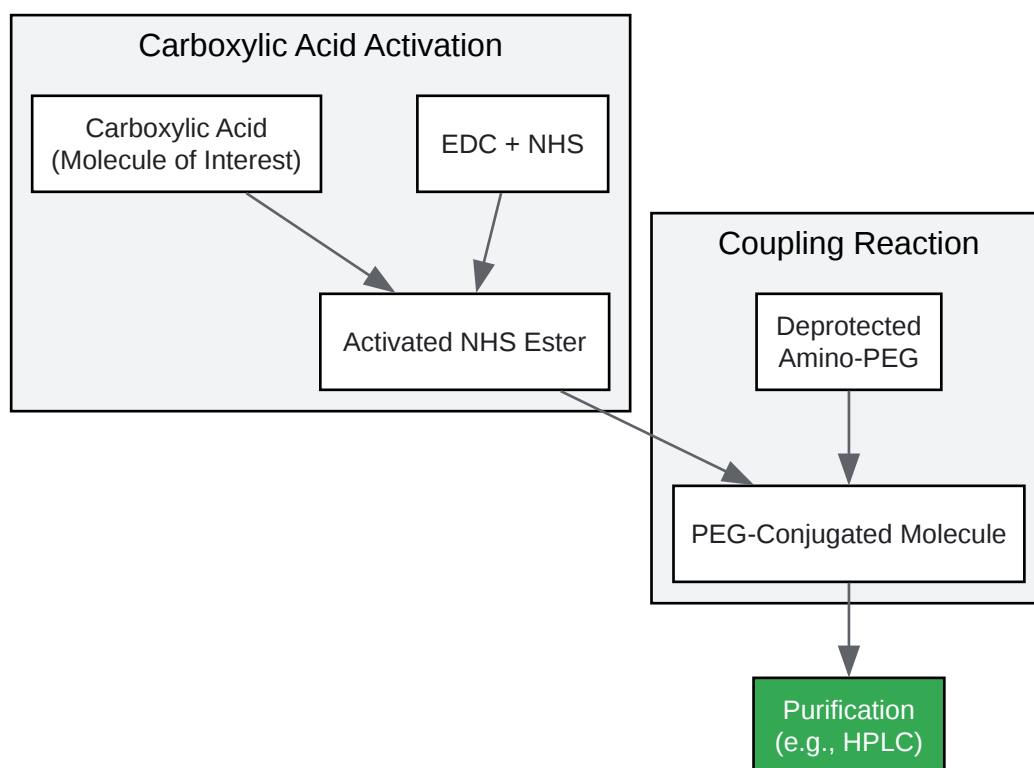 Carboxylic Acid Activation
Carboxylic Acid
(Molecule of Interest)
EDC + NHS
Activated NHS Ester
Coupling Reaction
Deprotected
Amino-PEG
PEG-Conjugated Molecule
Purification
(e.g., HPLC)